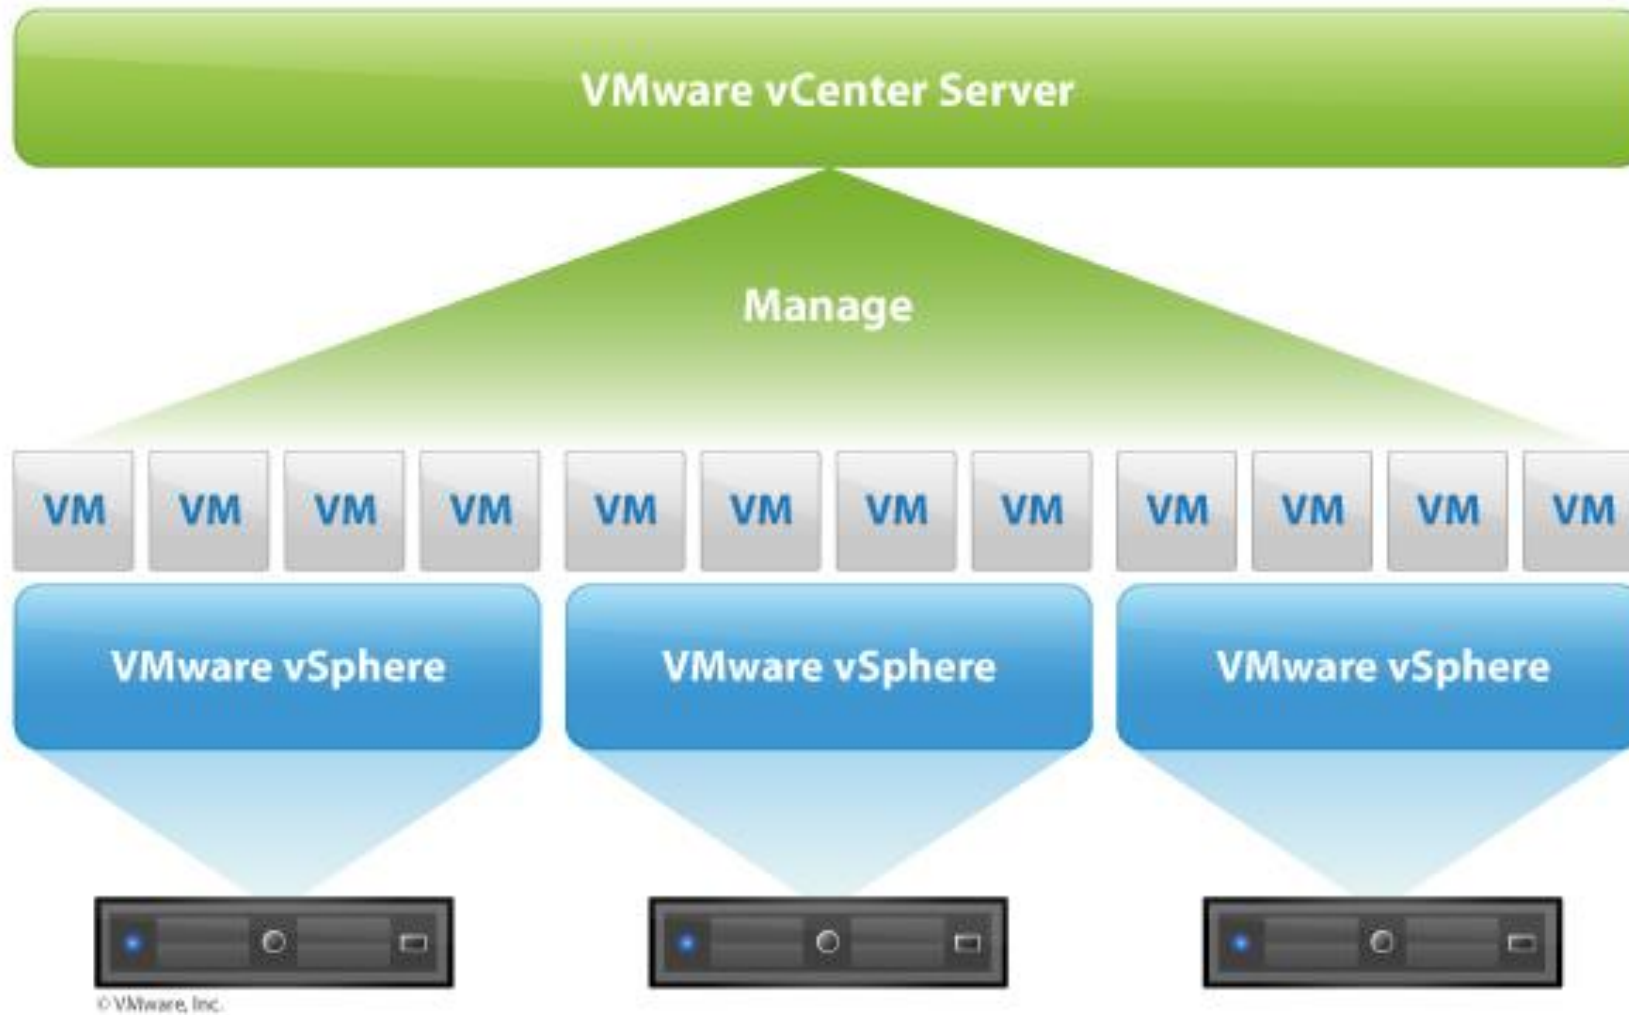 VMware vCenter Server
Manage
VM VM VM VM VM VM VM VM VM VM VM VM
VMware vSphere VMware vSphere VMware vSphere
© VMware, Inc.